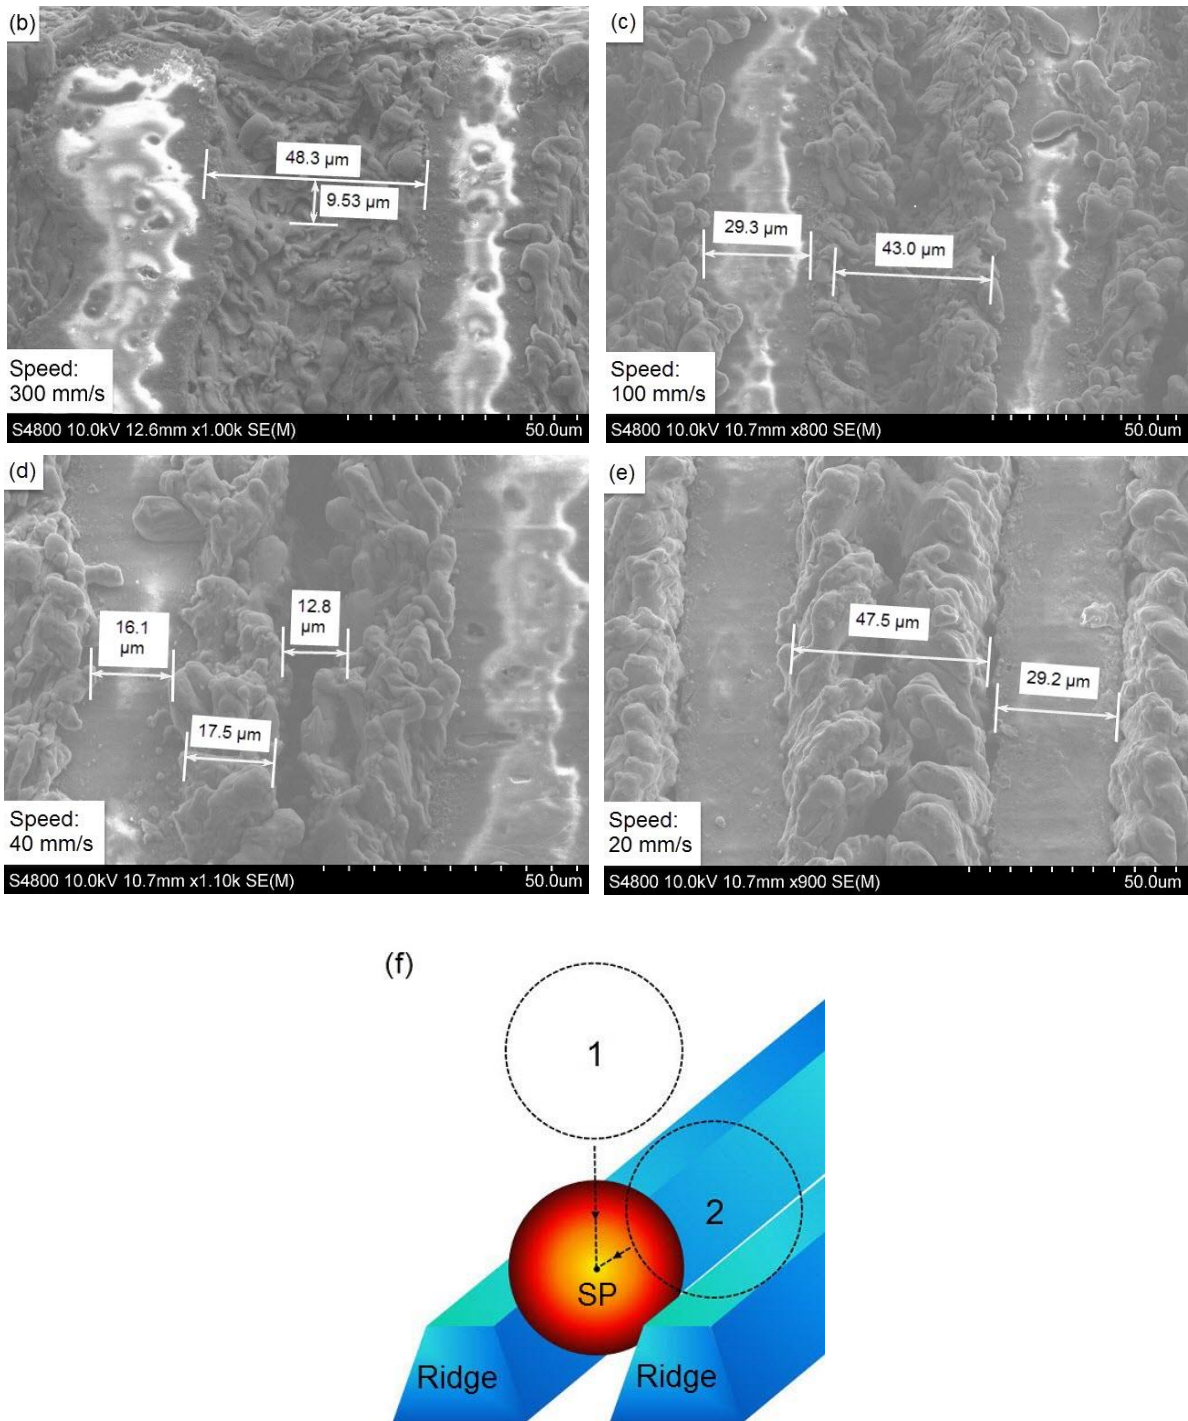 (b)
48.3 µm
9.53 µm
Speed:
300 mm/s
S4800 10.0kV 12.6mm x1.00k SE(M)
50.0um
(c)
29.3 µm
43.0 µm
Speed:
100 mm/s
S4800 10.0kV 10.7mm x800 SE(M)
50.0um
(d)
16.1
µm
12.8
µm
17.5 µm
Speed:
40 mm/s
S4800 10.0kV 10.7mm x1.10k SE(M)
50.0um
(e)
47.5 µm
29.2 µm
Speed:
20 mm/s
S4800 10.0kV 10.7mm x900 SE(M)
50.0um
(f)
1
2
SP
Ridge
Ridge